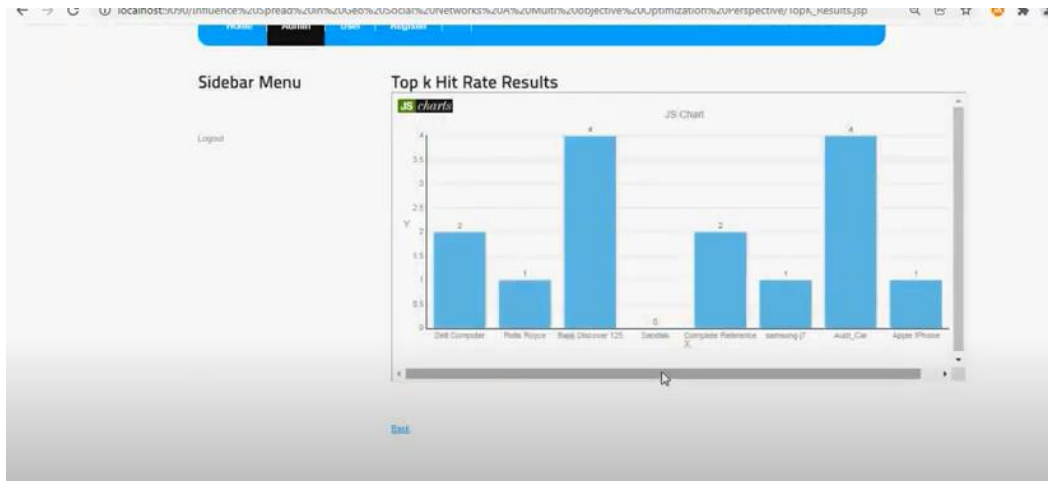 localhost:9090/Influence%20Spread%20in%20Geo%20Social%20Networks%20A%20Multi%20objective%20Optimization%20Perspective/TopK_Results.jsp
Home Admin User Register
Sidebar Menu
Top k Hit Rate Results
JS charts
JS Chart
Logout
4
3.5
3
2.5
Y
2
1.5
1
0.5
0
2
1
4
0
2
1
4
1
Dell Computer Rolls Royce Bajaj Discover 125 Sandisk Complete Reference samsung-j7 Audi_Car Apple iPhone
X
Back